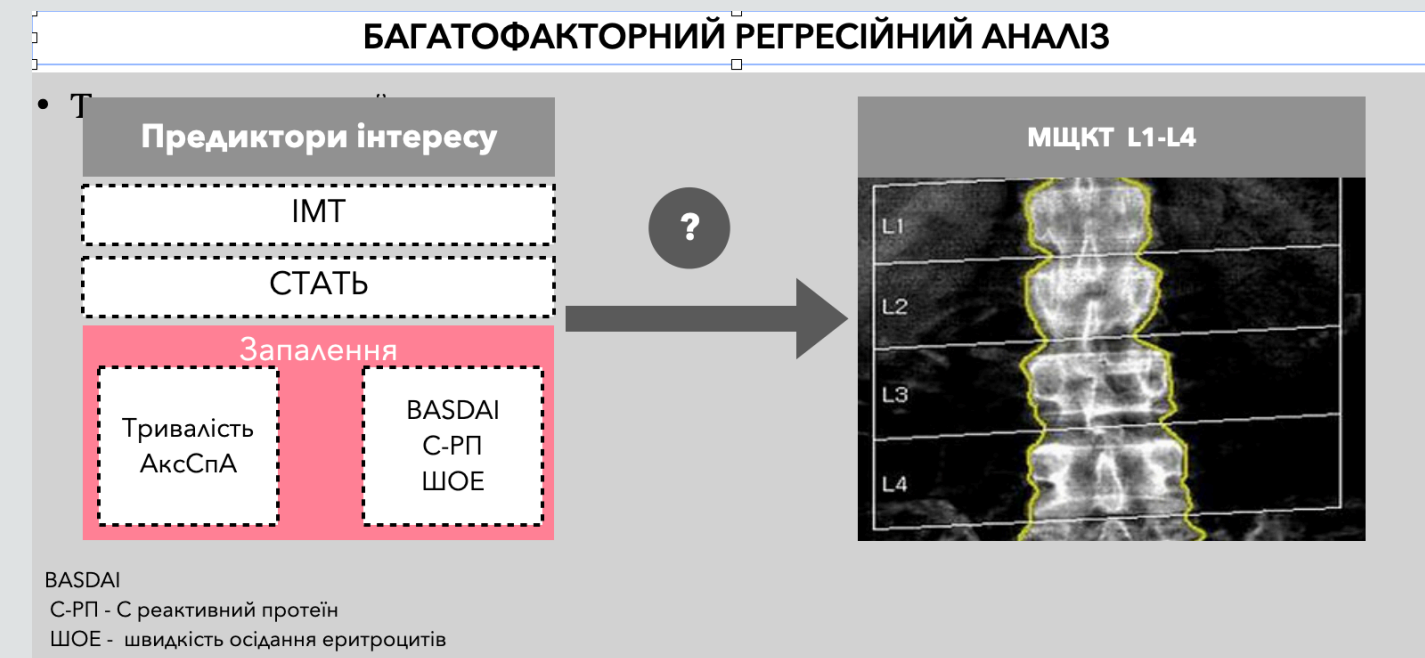 БАГАТОФАКТОРНИЙ РЕГРЕСІЙНИЙ АНАЛІЗ
Предиктори інтересу
ІМТ
СТАТЬ
Запалення
Тривалість
АксСпА
BASDAI
С-РП
ШОЕ
?
МЩКТ L1-L4
L1
L2
L3
L4
BASDAI
С-РП - С реактивний протеїн
ШОЕ - швидкість осідання еритроцитів